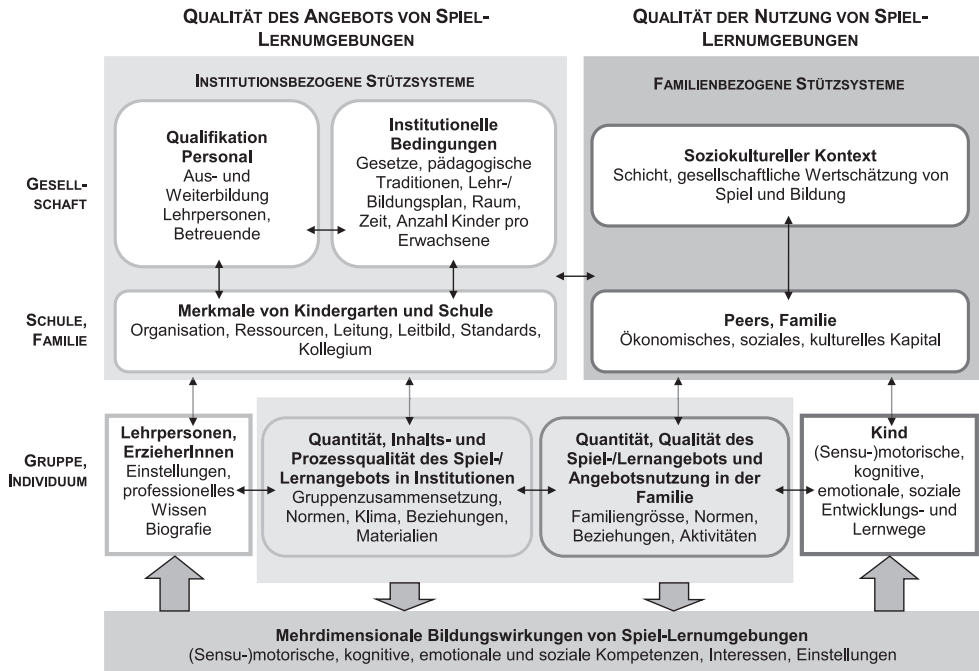 QUALITÄT DES ANGEBOTS VON SPIEL-
LERNUMGEBUNGEN
QUALITÄT DER NUTZUNG VON SPIEL-
LERNUMGEBUNGEN
INSTITUTIONSBEZOGENE STÜTZSYSTEME
FAMILIENBEZOGENE STÜTZSYSTEME
GESELL-
SCHAFT
Qualifikation
Personal
Aus- und
Weiterbildung
Lehrpersonen,
Betreuende
Institutionelle
Bedingungen
Gesetze, pädagogische
Traditionen, Lehr-/
Bildungsplan, Raum,
Zeit, Anzahl Kinder pro
Erwachsene
Soziokultureller Kontext
Schicht, gesellschaftliche Wertschätzung von
Spiel und Bildung
SCHULE,
FAMILIE
Merkmale von Kindergarten und Schule
Organisation, Ressourcen, Leitung, Leitbild, Standards,
Kollegium
Peers, Familie
Ökonomisches, soziales, kulturelles Kapital
GRUPPE,
INDIVIDUUM
Lehrpersonen,
ErzieherInnen
Einstellungen,
professionelles
Wissen
Biografie
Quantität, Inhalts- und
Prozessqualität des Spiel-/
Lernangebots in Institutionen
Gruppenzusammensetzung,
Normen, Klima, Beziehungen,
Materialien
Quantität, Qualität des
Spiel-/Lernangebots und
Angebotsnutzung in der
Familie
Familiengrösse, Normen,
Beziehungen, Aktivitäten
Kind
(Sensu-)motorische,
kognitive,
emotionale, soziale
Entwicklungs- und
Lernwege
Mehrdimensionale Bildungswirkungen von Spiel-Lernumgebungen
(Sensu-)motorische, kognitive, emotionale und soziale Kompetenzen, Interessen, Einstellungen